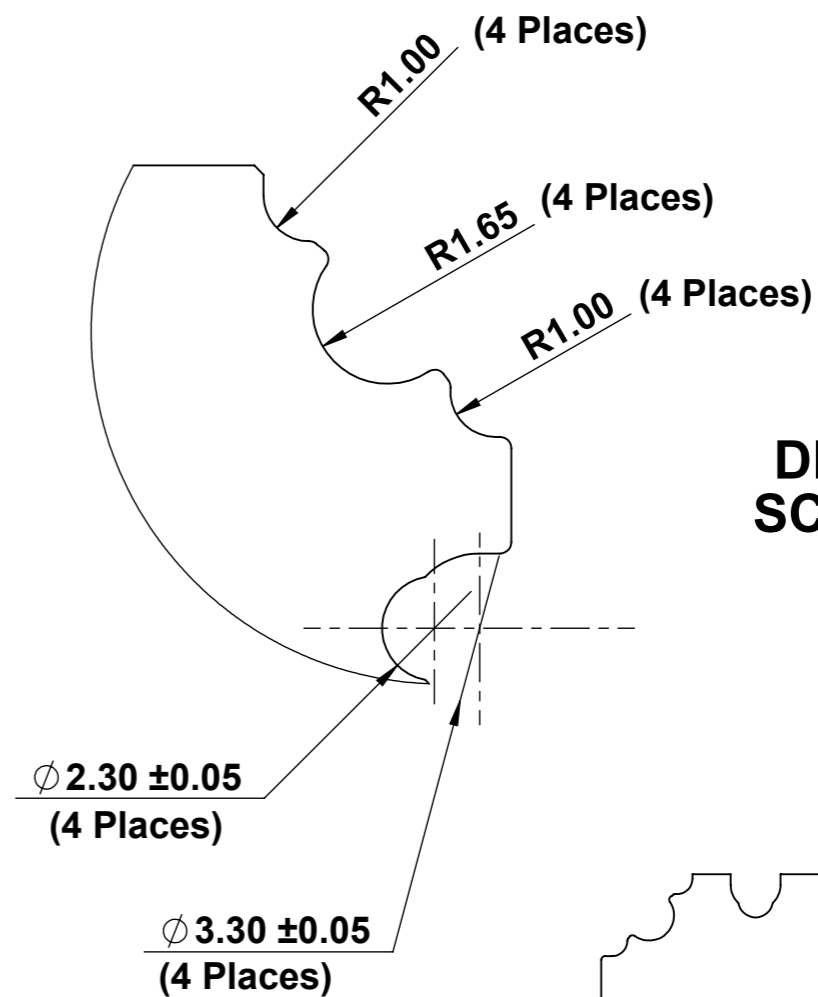 R1.00 (4 Places)
R1.65 (4 Places)
R1.00 (4 Places)
∅ 2.30 ±0.05
(4 Places)
∅ 3.30 ±0.05
(4 Places)